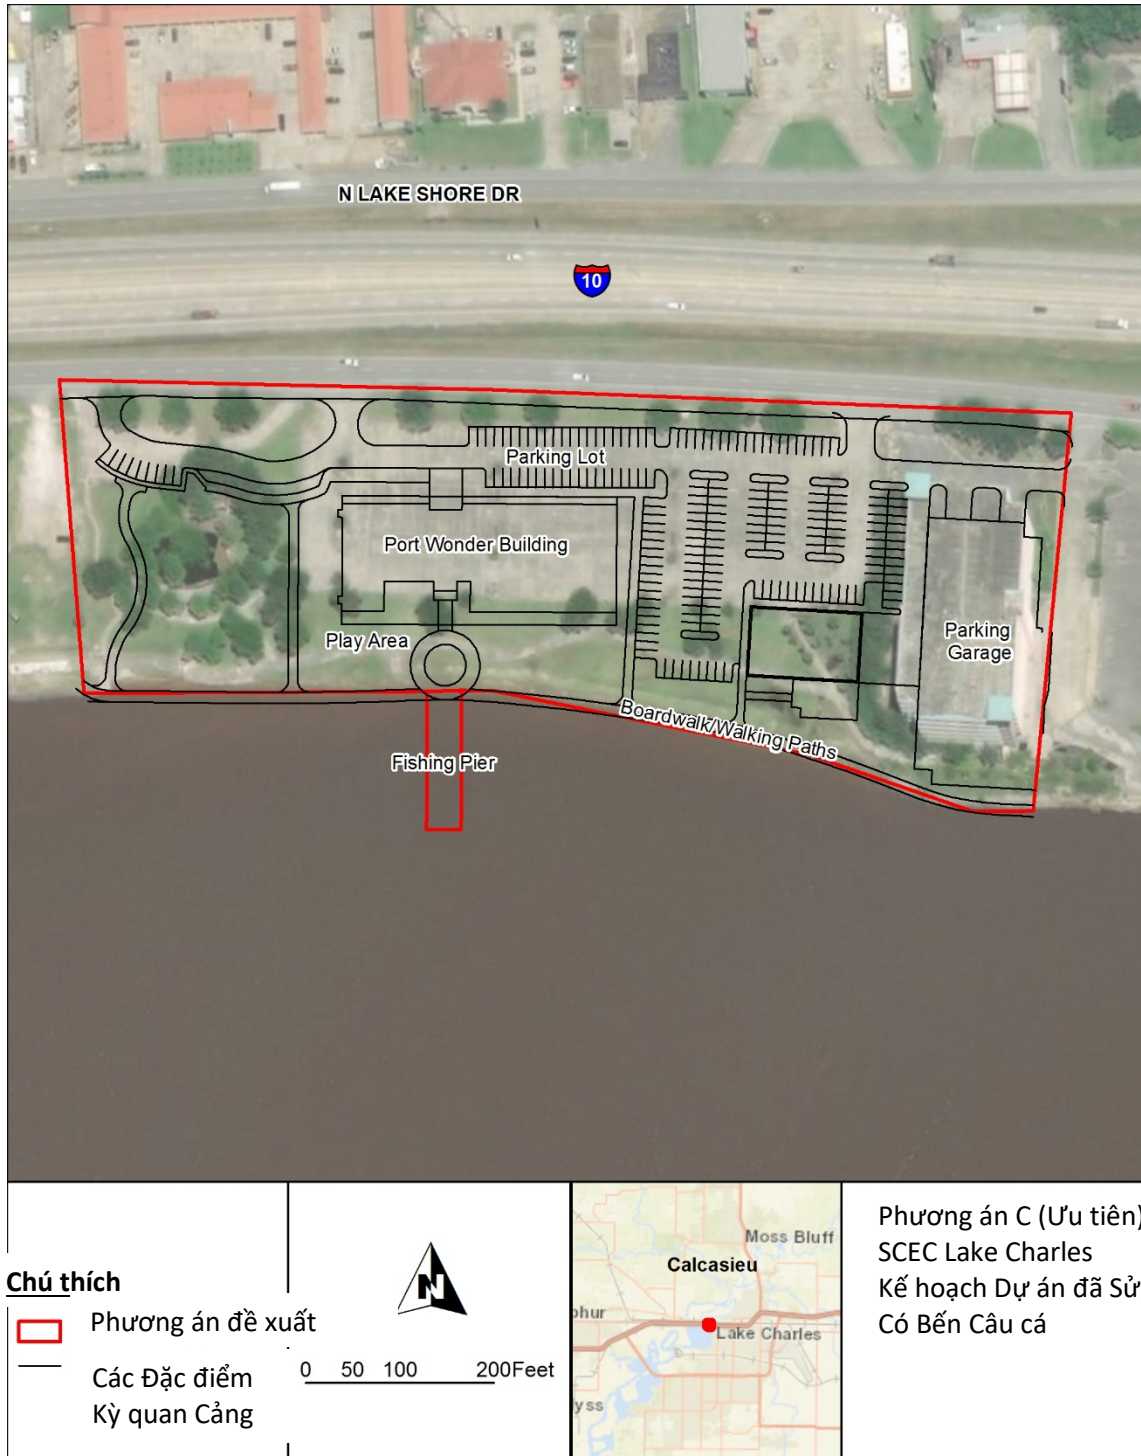 N LAKE SHORE DR
10
Parking Lot
Port Wonder Building
Play Area
Parking
Garage
Boardwalk/Walking Paths
Fishing Pier
Chú thích
Phương án đề xuất
Các Đặc điểm
Kỳ quan Cảng
N
0 50 100 200Feet
Moss Bluff
Calcasieu
phur
Lake Charles
lyss
Phương án C (Ưu tiên)
SCEC Lake Charles
Kế hoạch Dự án đã Sử
Có Bến Câu cá